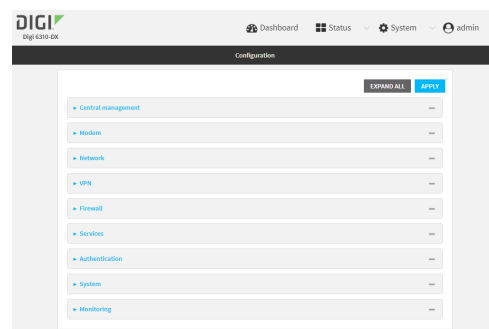 DIGI
Digi 6310-DX
Dashboard Status System admin
Configuration
EXPAND ALL APPLY
Central management
Modem
Network
VPN
Firewall
Services
Authentication
System
Monitoring